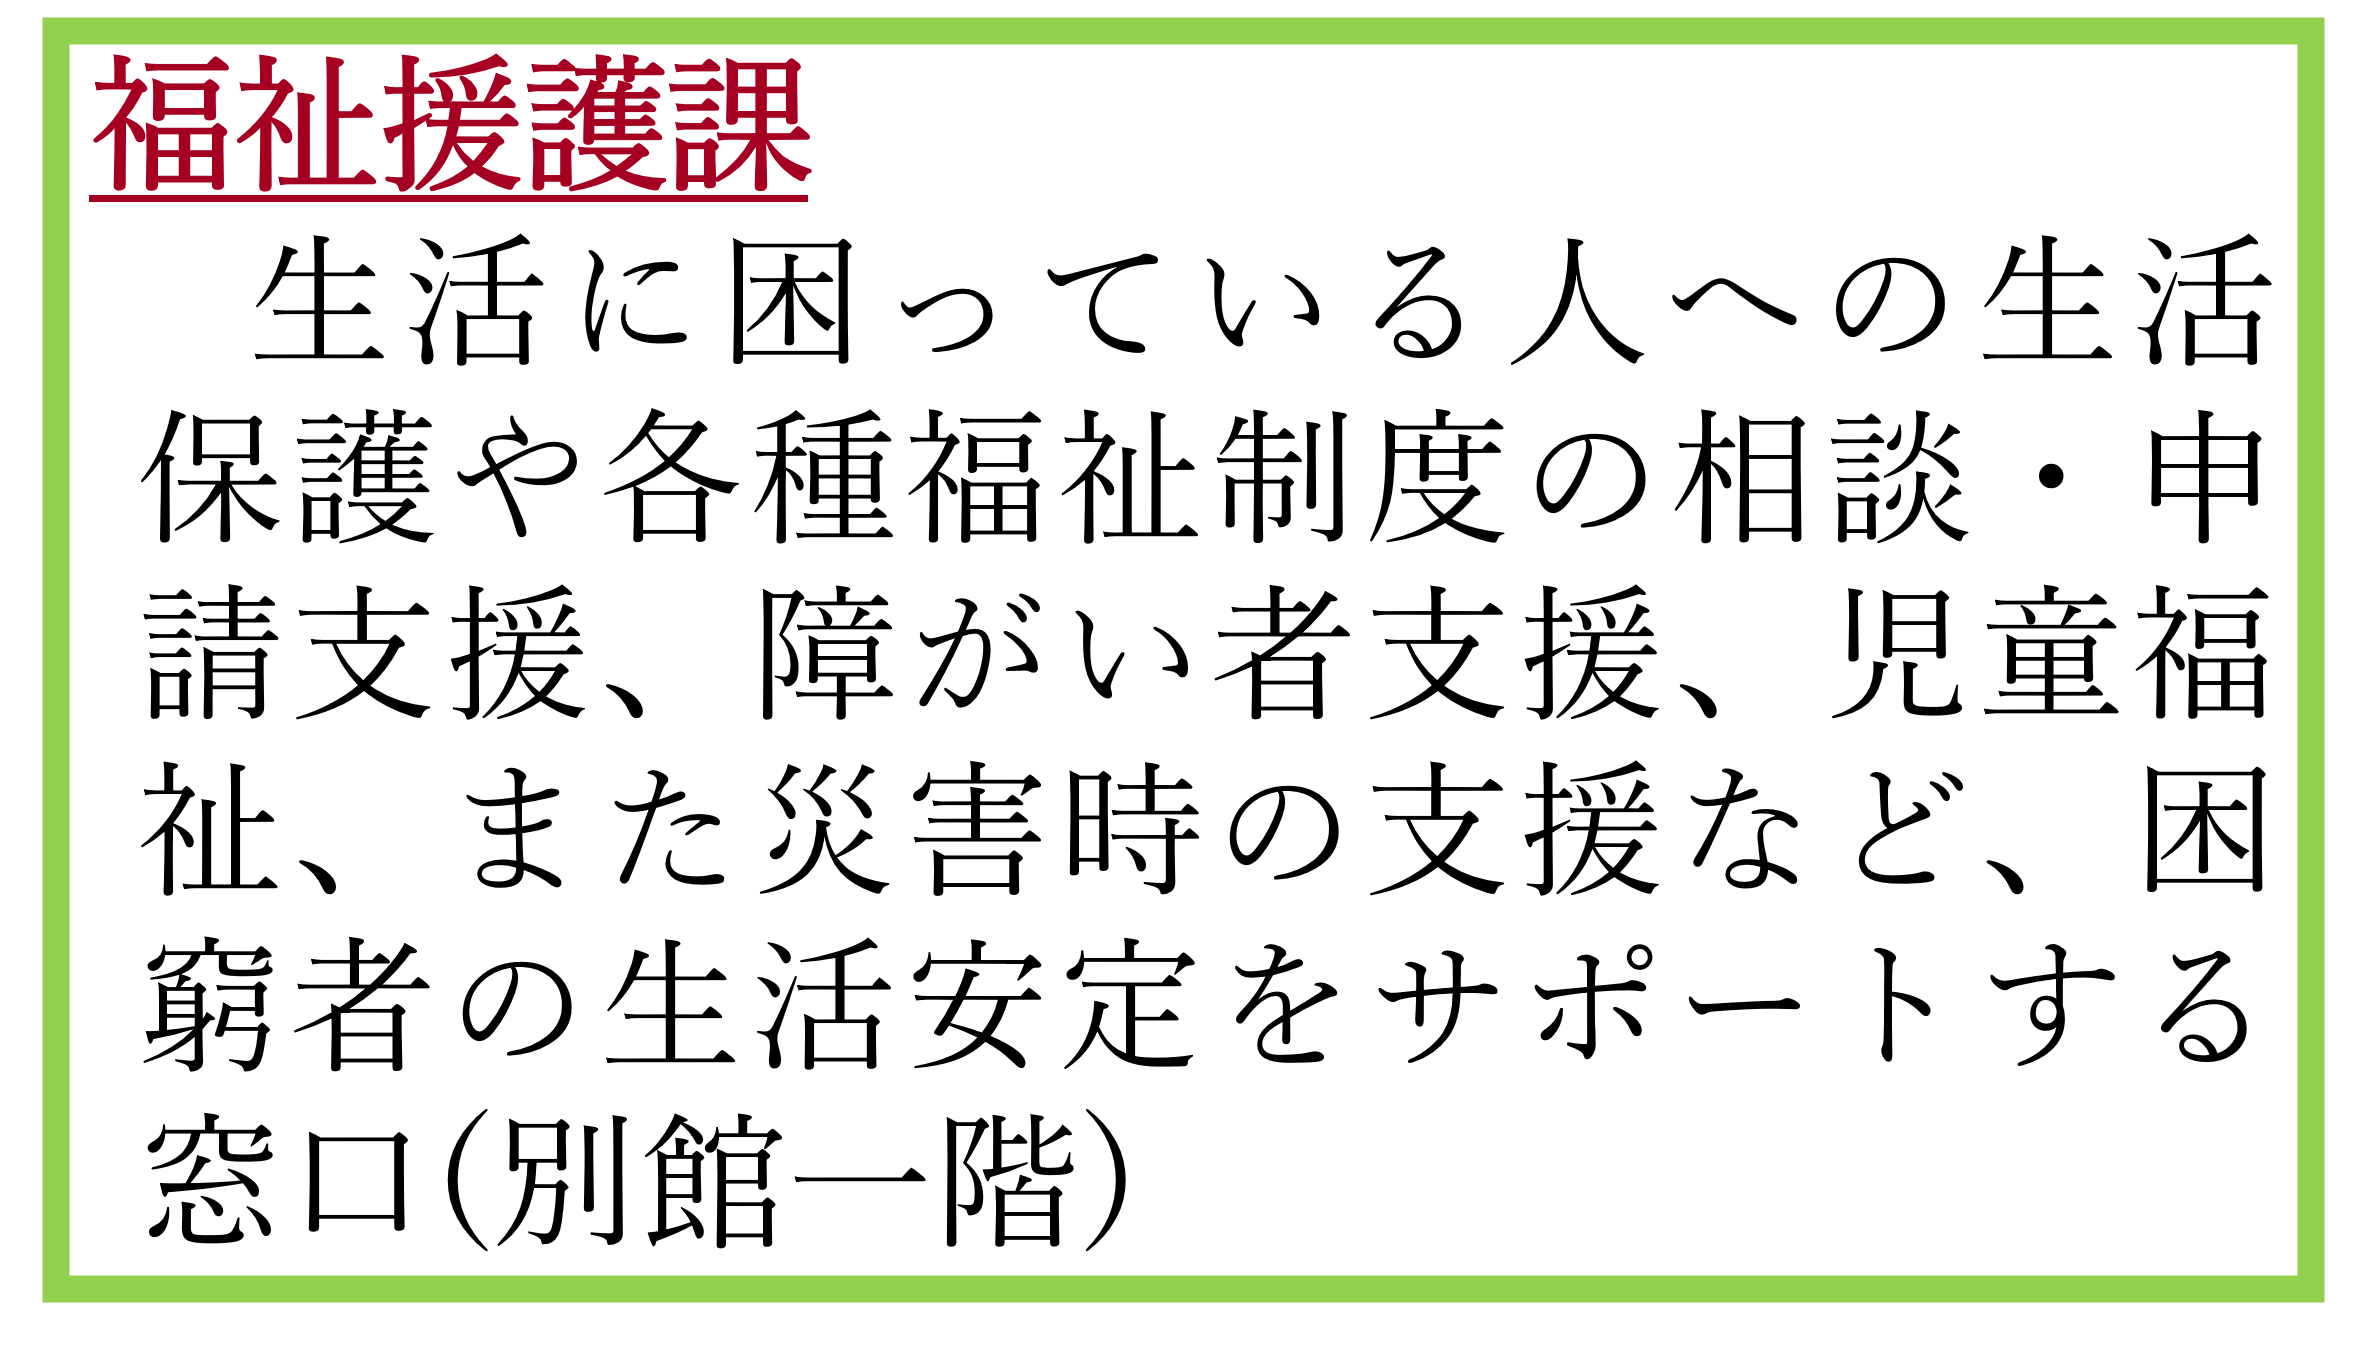 福祉援護課
生活に困っている人への生活
保護や各種福祉制度の相談・申
請支援、障がい者支援、児童福
祉、また災害時の支援など、困
窮者の生活安定をサポートする
窓口(別館一階)